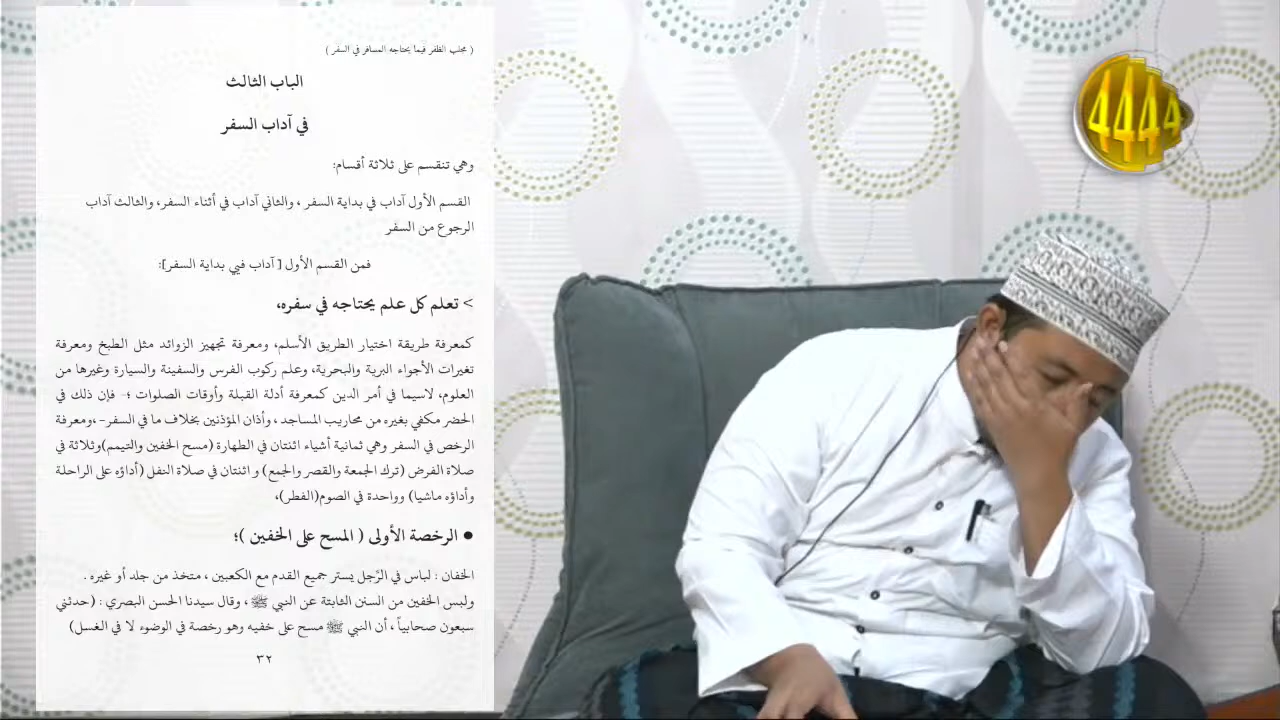 ( مجلب الظفر فيما يحتاجه المسافر في السفر )
الباب الثالث
في آداب السفر
وهي تنقسم على ثلاثة أقسام:
القسم الأول آداب في بداية السفر ، والثاني آداب في أثناء السفر، والثالث آداب
الرجوع من السفر
فمن القسم الأول [ آداب فيي بداية السفر]:
> تعلم كل علم يحتاجه في سفره،
كمعرفة طريقة اختيار الطريق الأسلم، ومعرفة تجهيز الزوائد مثل الطبخ ومعرفة
تغيرات الأجواء البرية والبحرية، وعلم ركوب الفرس والسفينة والسيارة وغيرها من
العلوم، لاسيما في أمر الدين كمعرفة أدلة القبلة وأوقات الصلوات ؛- فإن ذلك في
الحضر مكفي بغيره من محاريب المساجد ، وأذان المؤذنين بخلاف ما في السفر-،ومعرفة
الرخص في السفر وهي ثمانية أشياء اثنتان في الطهارة (مسح الخفين والتيمم)وثلاثة في
صلاة الفرض (ترك الجمعة والقصر والجمع) و اثنتان في صلاة النفل (أداؤه على الراحلة
وأداؤه ماشيا) وواحدة في الصوم(الفطر)،
● الرخصة الأولى ( المسح على الخفين )؛
الخفان : لباس في الرِّجل يستر جميع القدم مع الكعبين ، متخذ من جلد أو غيره .
ولبس الخفين من السنن الثابتة عن النبي ﷺ ، وقال سيدنا الحسن البصري : (حدثني
سبعون صحابياً ، أن النبي ﷺ مسح على خفيه وهو رخصة في الوضوء لا في الغسل)
٣٢
4444